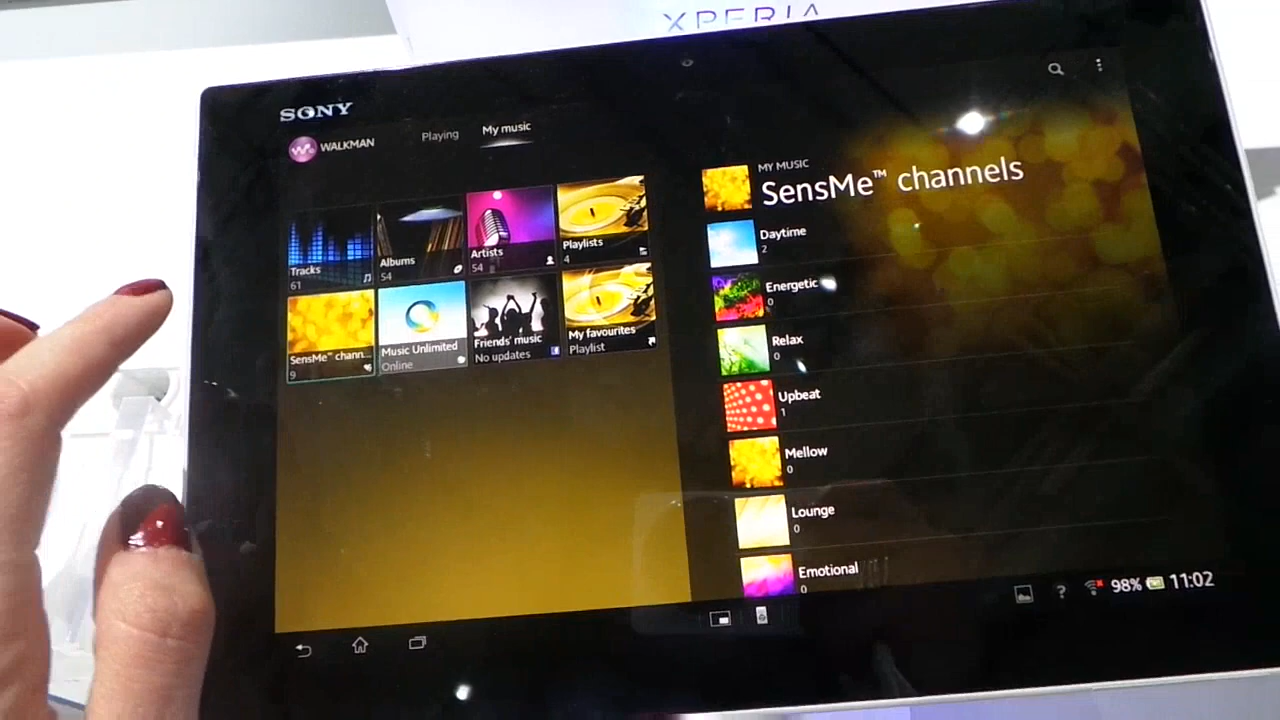 XPERIA
SONY
WALKMAN
Playing
My music
Tracks
61
Albums
54
Artists
54
Playlists
4
SensMe™ chann...
9
Music Unlimited
Online
Friends' music
No updates
My favourites
Playlist
MY MUSIC
SensMe™ channels
Daytime
2
Energetic
0
Relax
0
Upbeat
1
Mellow
0
Lounge
0
Emotional
0
98% 11:02